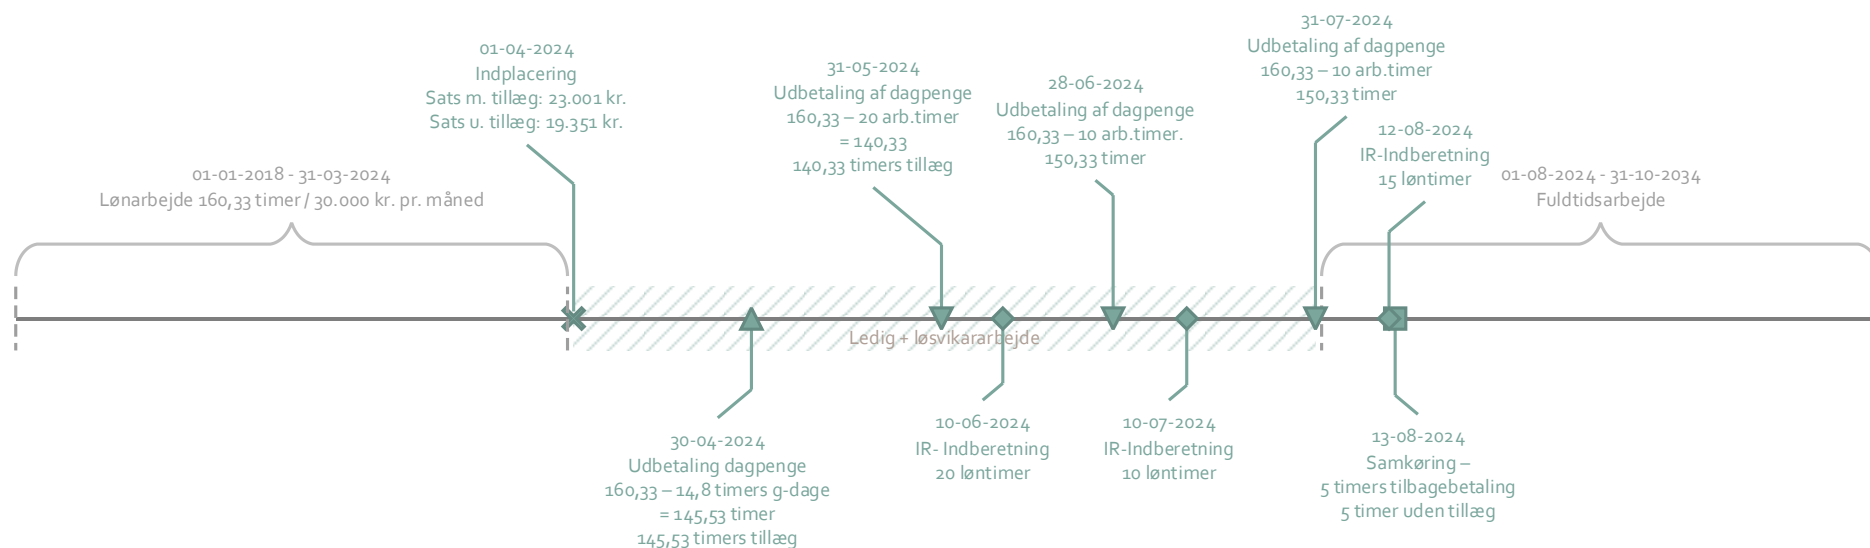 01-04-2024
Indplacering
Sats m. tillæg: 23.001 kr.
Sats u. tillæg: 19.351 kr.
31-05-2024
Udbetaling af dagpenge
160,33 – 20 arb.timer
= 140,33
140,33 timers tillæg
28-06-2024
Udbetaling af dagpenge
160,33 – 10 arb.timer.
150,33 timer
31-07-2024
Udbetaling af dagpenge
160,33 – 10 arb.timer
150,33 timer
12-08-2024
IR-Indberetning
15 løntimer
01-01-2018 - 31-03-2024
Lønarbejde 160,33 timer / 30.000 kr. pr. måned
01-08-2024 - 31-10-2034
Fuldtidsarbejde
Ledig + løsvikararbejde
30-04-2024
Udbetaling dagpenge
160,33 – 14,8 timers g-dage
= 145,53 timer
145,53 timers tillæg
10-06-2024
IR- Indberetning
20 løntimer
10-07-2024
IR-Indberetning
10 løntimer
13-08-2024
Samkøring –
5 timers tilbagebetaling
5 timer uden tillæg